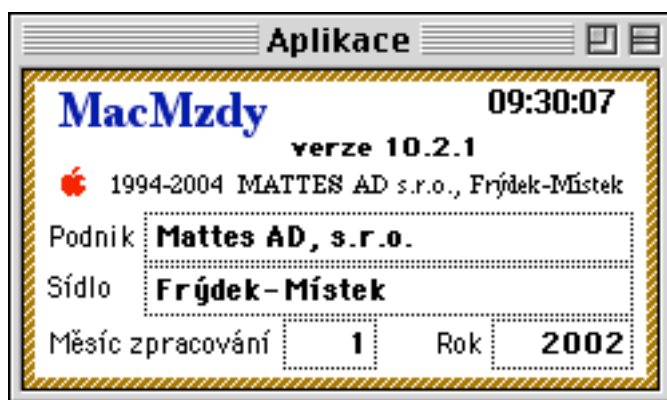 Aplikace
MacMzdy 09:30:07
verze 10.2.1
1994-2004 MATTES AD s.r.o., Frýdek-Místek
Podnik Mattes AD, s.r.o.
Sídlo Frýdek-Místek
Měsíc zpracování 1 Rok 2002